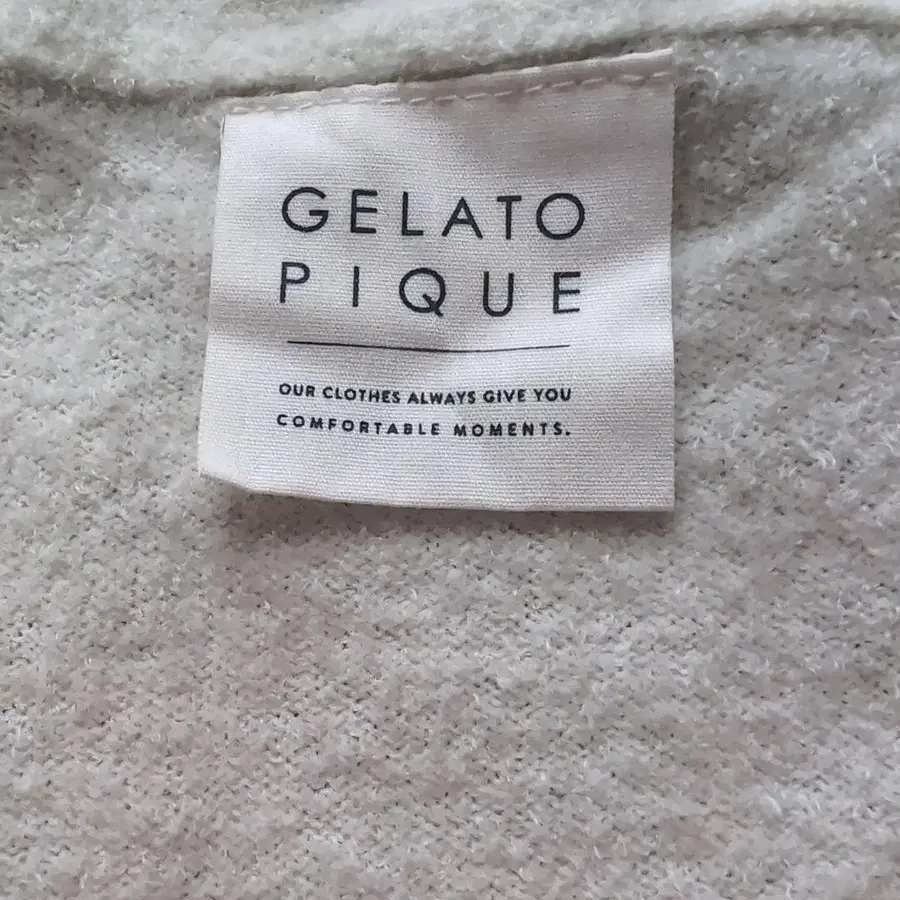 GELATO
PIQUE
OUR CLOTHES ALWAYS GIVE YOU
COMFORTABLE MOMENTS.